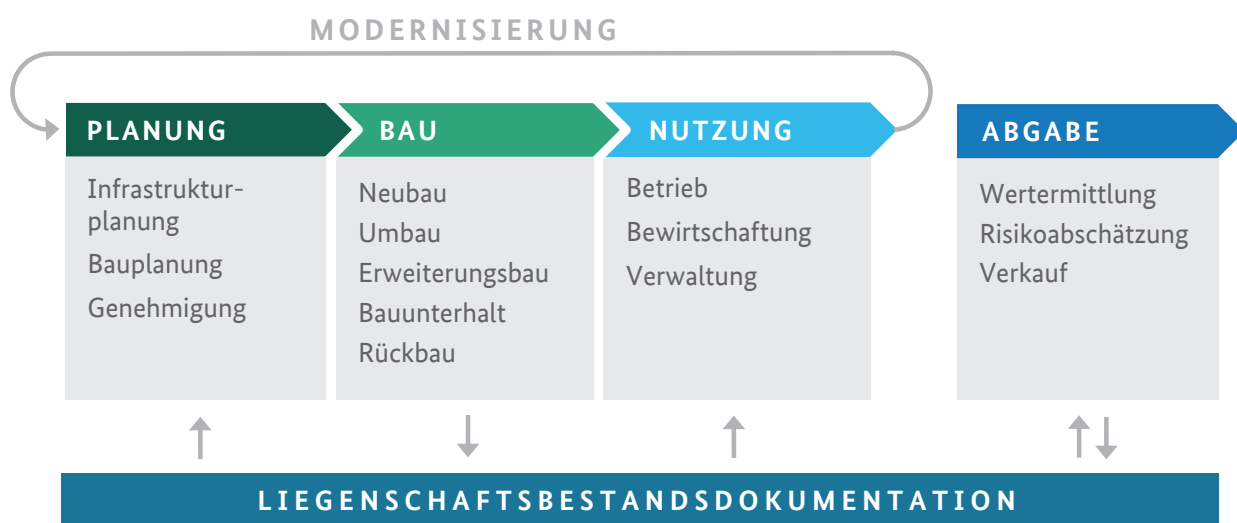 MODERNISIERUNG
PLANUNG
Infrastruktur-
planung
Bauplanung
Genehmigung
BAU
Neubau
Umbau
Erweiterungsbau
Bauunterhalt
Rückbau
NUTZUNG
Betrieb
Bewirtschaftung
Verwaltung
ABGABE
Wertermittlung
Risikoabschätzung
Verkauf
LIEGENSCHAFTSBESTANDSDOKUMENTATION